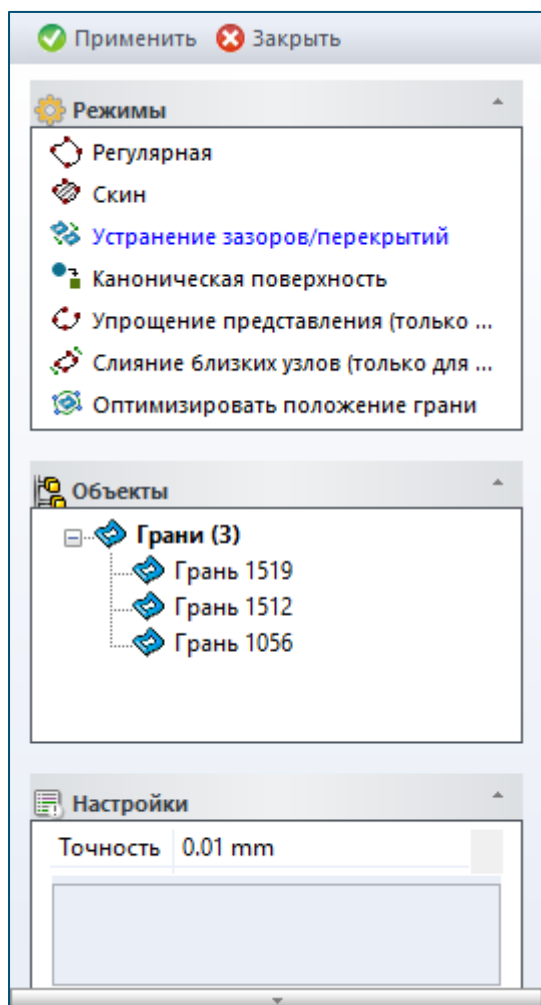 Применить Закрыть
Режимы
Регулярная
Скин
Устранение зазоров/перекрытий
Каноническая поверхность
Упрощение представления (только ...
Слияние близких узлов (только для ...
Оптимизировать положение грани
Объекты
Грани (3)
Грань 1519
Грань 1512
Грань 1056
Настройки
Точность 0.01 mm